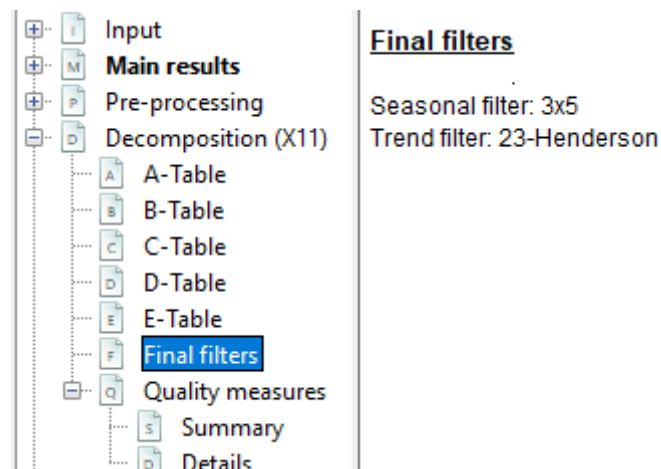 Input
Main results
Pre-processing
Decomposition (X11)
A-Table
B-Table
C-Table
D-Table
E-Table
Final filters
Quality measures
Summary
Details
Final filters
Seasonal filter: 3x5
Trend filter: 23-Henderson